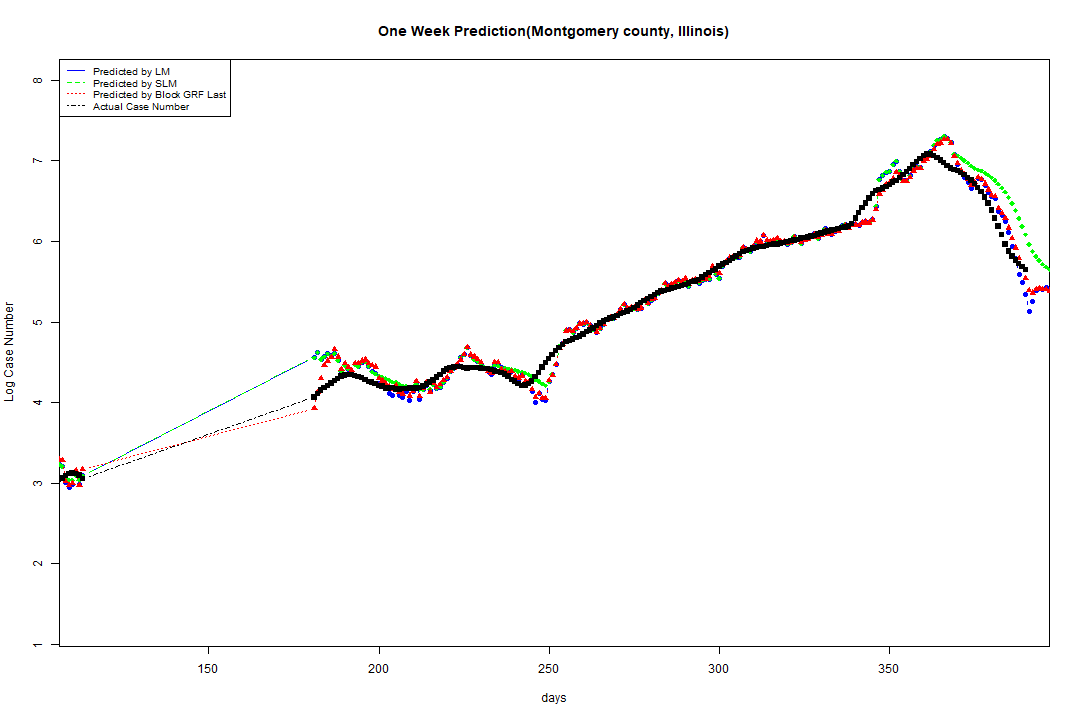 One Week Prediction(Montgomery county, Illinois)
Predicted by LM
Predicted by SLM
Predicted by Block GRF Last
Actual Case Number
8
7
6
5
4
3
2
1
Log Case Number
150
200
250
300
350
days